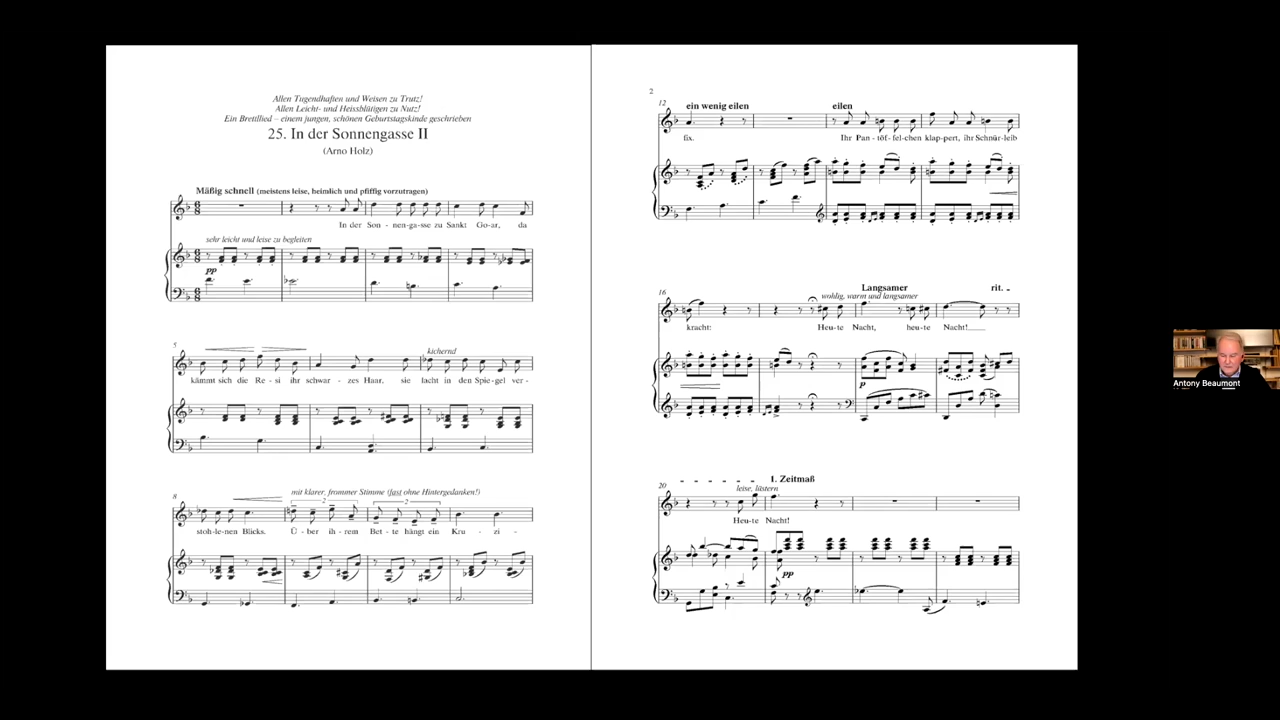 Allen Tugendhaften und Weisen zu Trutz!
Allen Leicht- und Heissblütigen zu Nutz!
Ein Bretllied – einem jungen, schönen Geburtstagskinde geschrieben
25. In der Sonnengasse II
(Arno Holz)
Mäßig schnell (meistens leise, heimlich und pfiffig vorzutragen)
In der Son - nen-ga-sse zu Sankt Go-ar, da
sehr leicht und leise zu begleiten
pp
5
kichernd
kämmt sich die Re - si ihr schwar - zes Haar, sie lacht in den Spie-gel ver-
8
mit klarer, frommer Stimme (fast ohne Hintergedanken!)
2 2
stoh-le-nen Blicks. Ü - ber ih - rem Bet - te hängt ein Kru - zi -
2
12
ein wenig eilen eilen
fix. Ihr Pan - töf - fel-chen klap-pert, ihr Schnür-leib
16
Langsamer rit. -
wohlig, warm und langsamer
kracht: Heu-te Nacht, heu-te Nacht!
p
20
- - - - - - 1. Zeitmaß
leise, lüstern
Heu-te Nacht!
pp
Antony Beaumont